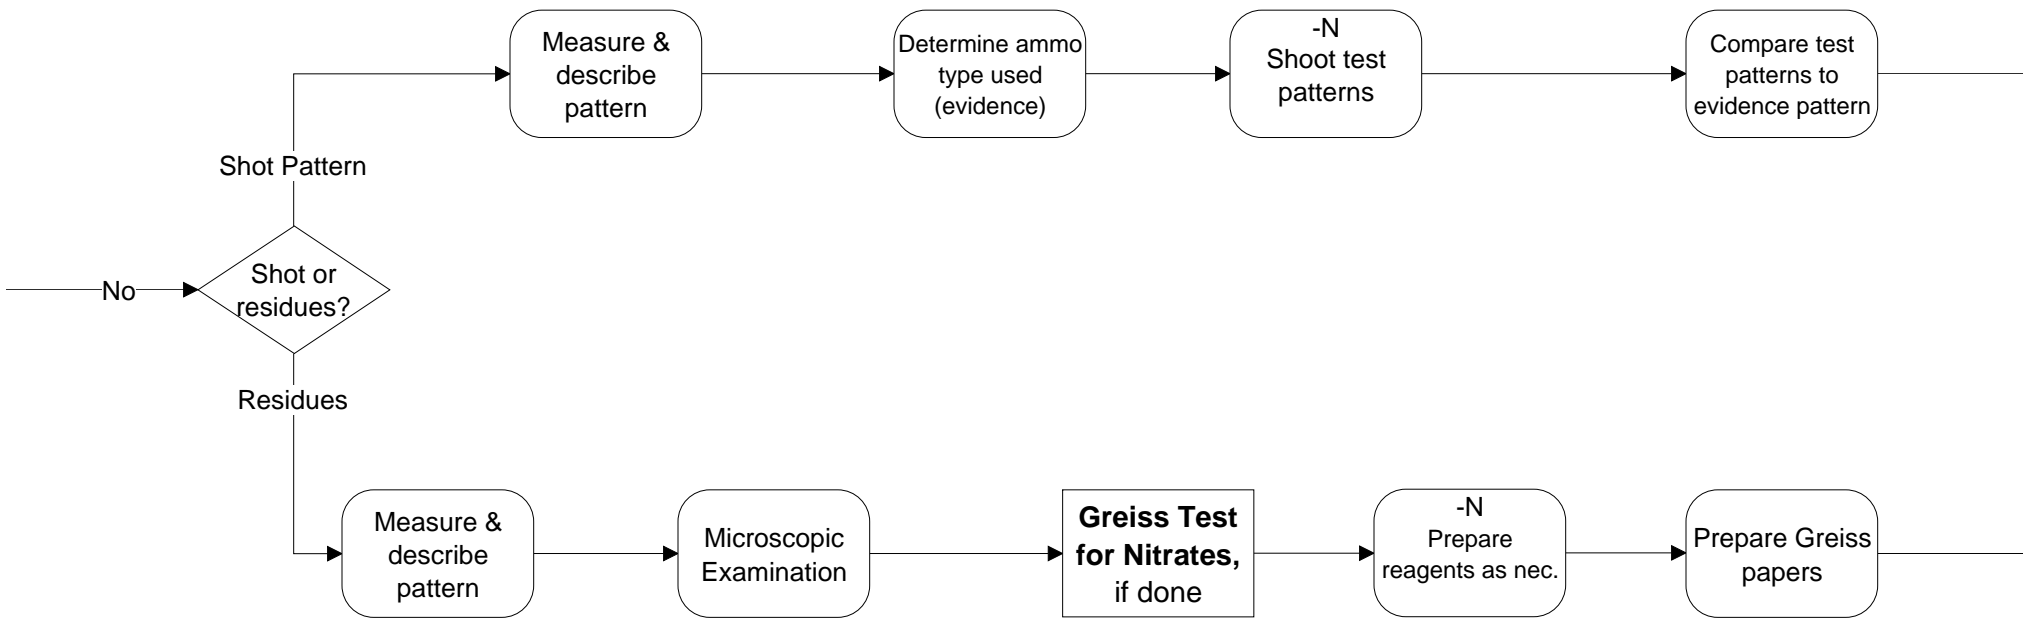 Measure &
describe
pattern
Determine ammo
type used
(evidence)
-N
Shoot test
patterns
Compare test
patterns to
evidence pattern
Shot Pattern
No
Shot or
residues?
Residues
Measure &
describe
pattern
Microscopic
Examination
Greiss Test
for Nitrates,
if done
-N
Prepare
reagents as nec.
Prepare Greiss
papers